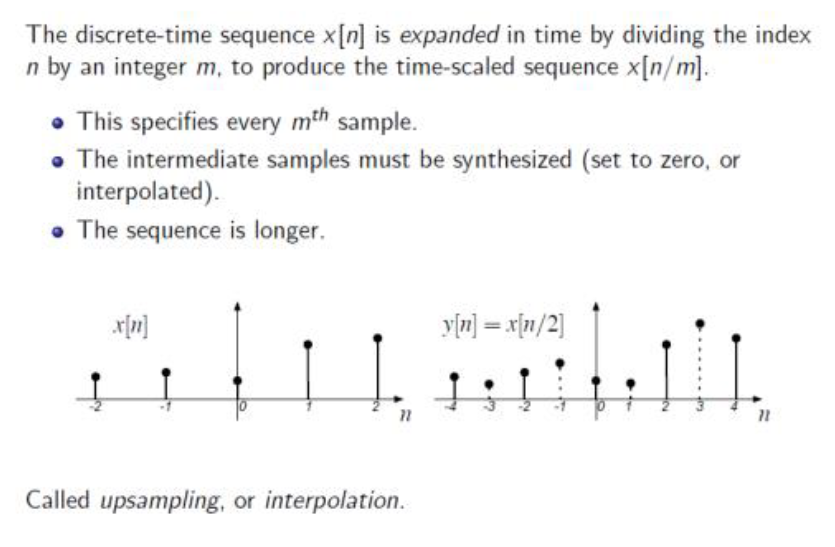 The discrete-time sequence x[n] is expanded in time by dividing the index
n by an integer m, to produce the time-scaled sequence x[n/m].
• This specifies every mth sample.
• The intermediate samples must be synthesized (set to zero, or
interpolated).
• The sequence is longer.
x[n]
-2 -1 0 1 2 n
y[n] = x[n/2]
-4 -3 -2 -1 0 1 2 3 4 n
Called upsampling, or interpolation.